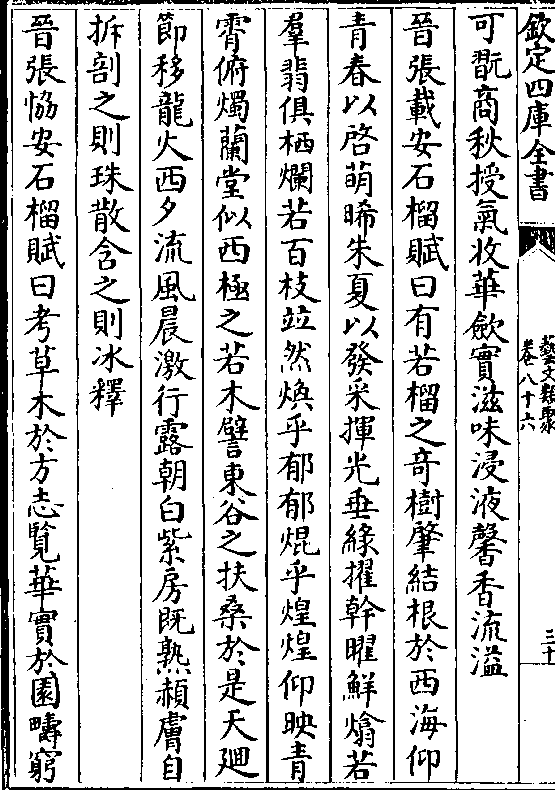 欽定四庫全書
藝文類聚
卷八十六
三十
可翫商秋授氣收華歛實滋味浸液馨香流溢
晉張載安石榴賦曰有若榴之奇樹肇結根於西海仰
青春以啓萌晞朱夏以發采揮光垂綠擢幹曜鮮熻若
羣翡俱栖爛若百枝竝然煥乎郁郁焜乎煌煌仰映青
霄俯燭蘭堂似西極之若木譬東谷之扶桑於是天廻
節移龍火西夕流風晨激行露朝白紫房既熟赬膚自
拆剖之則珠散含之則冰釋
晉張恊安石榴賦曰考草木於方志覧華實於園疇窮